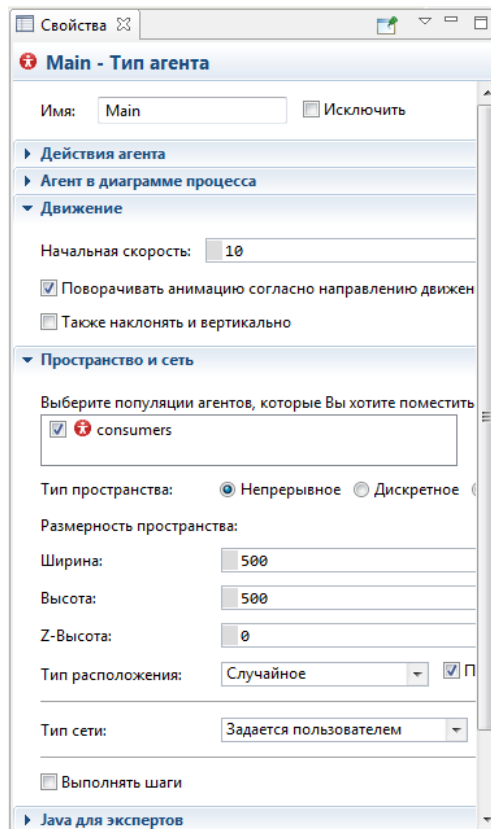 Свойства
Main - Тип агента
Имя: Main Исключить
Действия агента
Агент в диаграмме процесса
Движение
Начальная скорость: 10
Поворачивать анимацию согласно направлению движен
Также наклонять и вертикально
Пространство и сеть
Выберите популяции агентов, которые Вы хотите поместить
consumers
Тип пространства: Непрерывное Дискретное
Размерность пространства:
Ширина: 500
Высота: 500
Z-Высота: 0
Тип расположения: Случайное П
Тип сети: Задается пользователем
Выполнять шаги
Java для экспертов